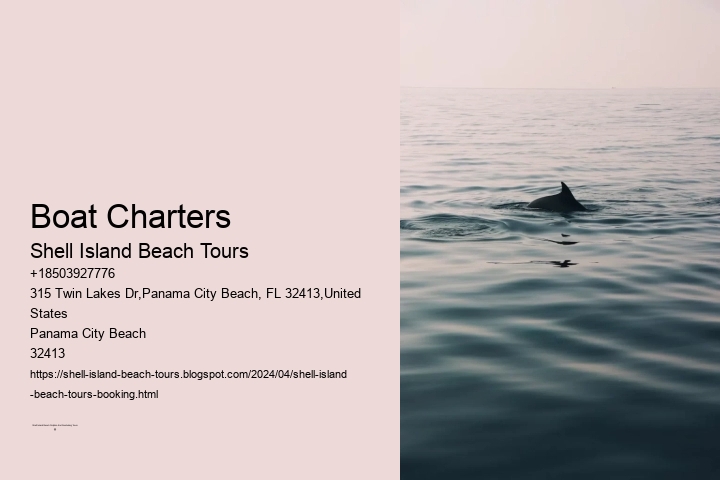 Boat Charters
Shell Island Beach Tours
+18503927776
315 Twin Lakes Dr,Panama City Beach, FL 32413,United
States
Panama City Beach
32413
https://shell-island-beach-tours.blogspot.com/2024/04/shell-island
-beach-tours-booking.html